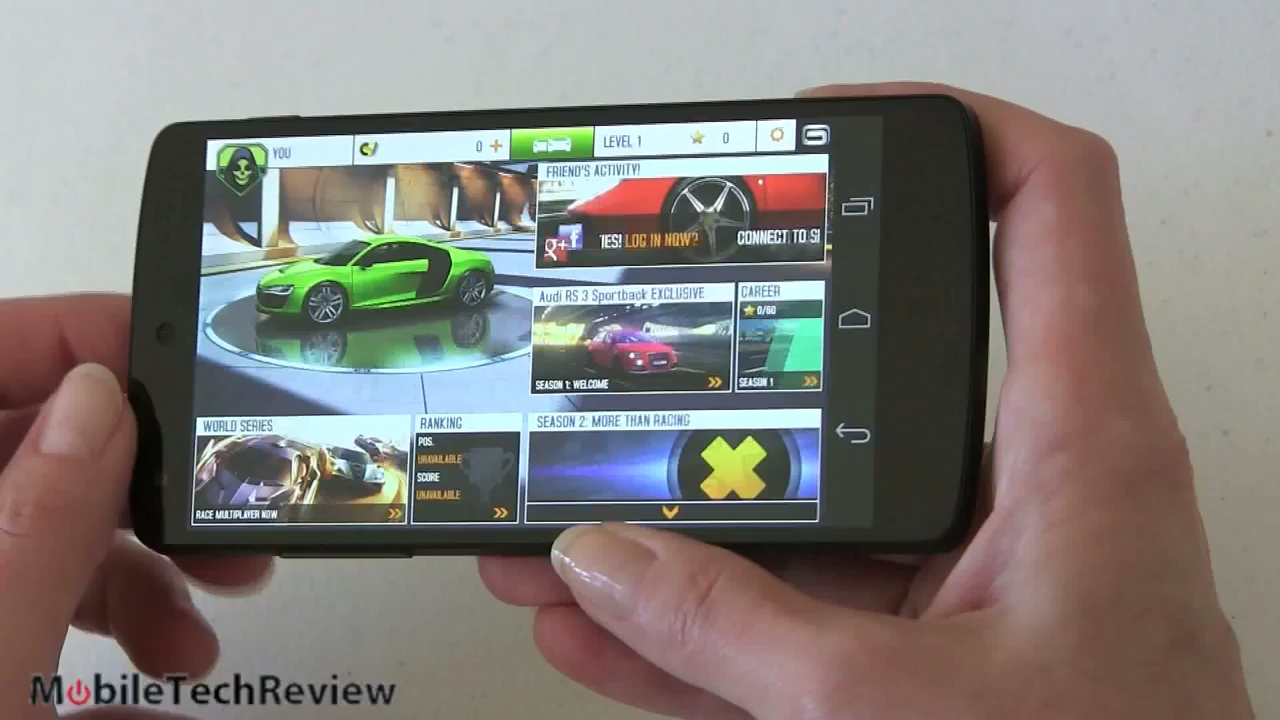 YOU
0
LEVEL 1
0
FRIEND'S ACTIVITY!
g+ f
IES! LOG IN NOW?
CONNECT TO SI
Audi RS 3 Sportback EXCLUSIVE
SEASON 1: WELCOME
CAREER
0/60
SEASON 1
WORLD SERIES
RACE MULTIPLAYER NOW
RANKING
POS.
UNAVAILABLE
SCORE
UNAVAILABLE
SEASON 2: MORE THAN RACING
MobileTechReview